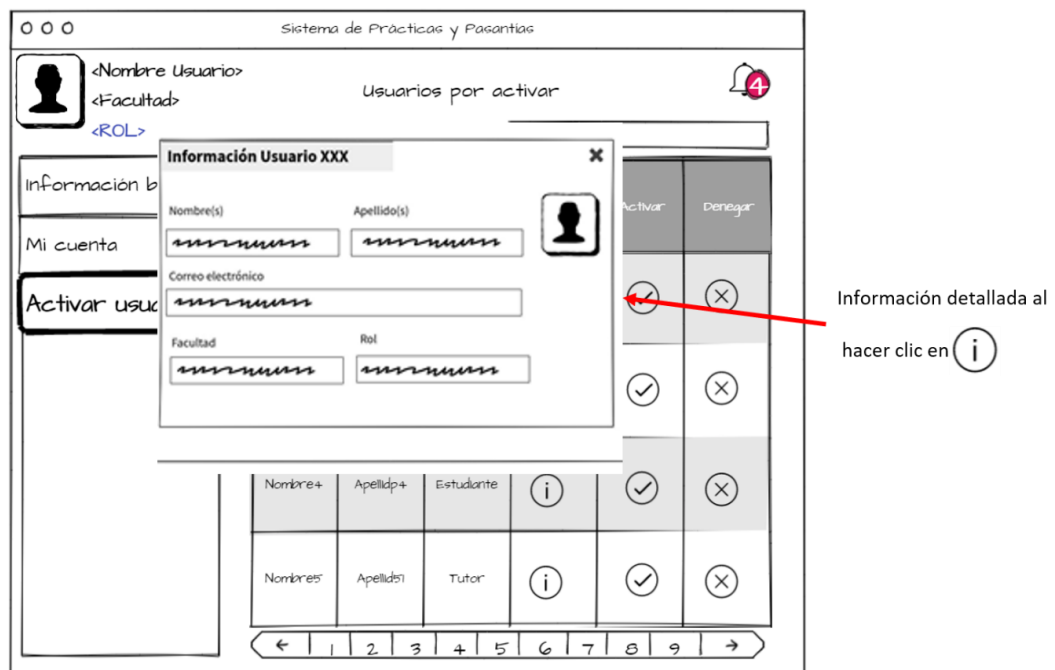 Sistema de Prácticas y Pasantías
<Nombre Usuario>
<Facultad>
<ROL>
Usuarios por activar
4
Información b
Mi cuenta
Activar usua
Información Usuario XXX
Nombre(s) Apellido(s)
Correo electrónico
Facultad Rol
Activar Denegar
Nombre4 Apellidp4 Estudiante i
Nombre5 Apellid51 Tutor i
1 2 3 4 5 6 7 8 9
Información detallada al
hacer clic en i